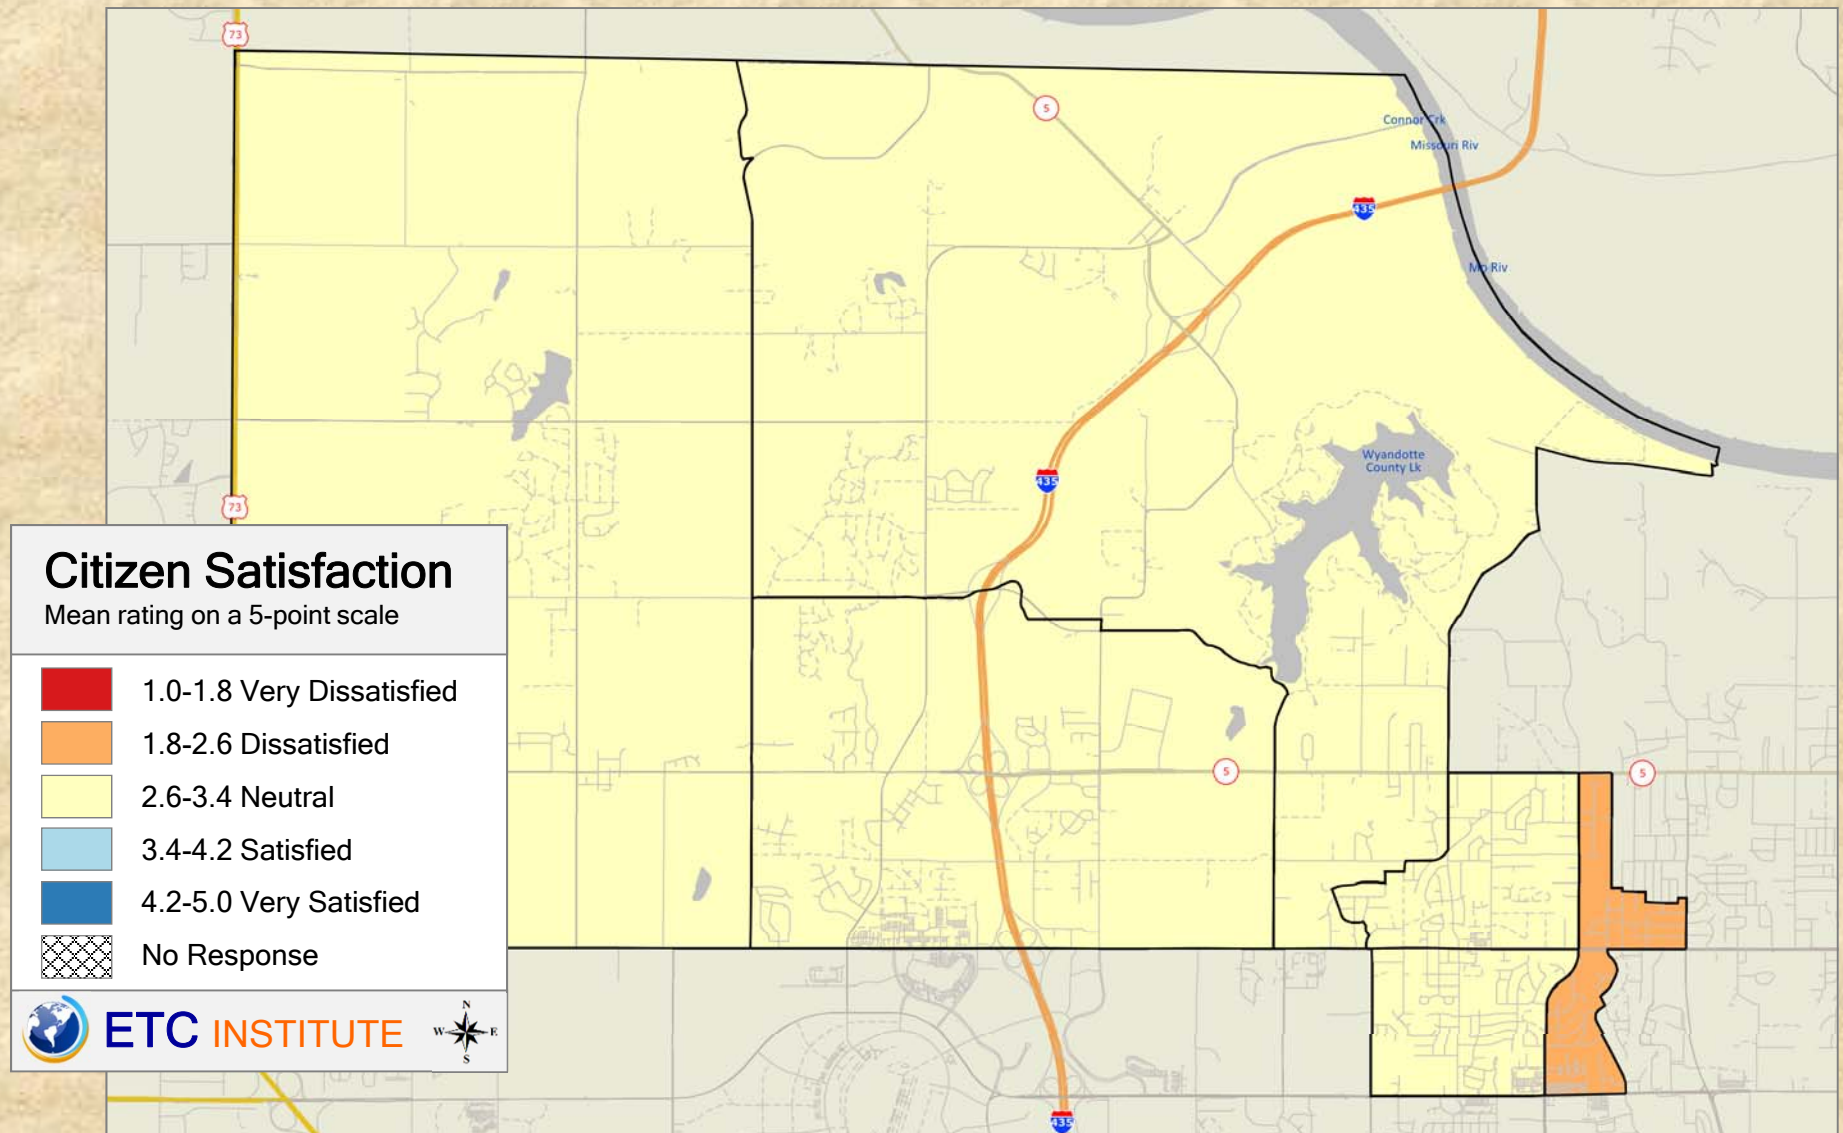 73
5
Connor Crk
Missouri Riv
435
Mo Riv
Wyandotte
County Lk
435
73
Citizen Satisfaction
Mean rating on a 5-point scale
1.0-1.8 Very Dissatisfied
1.8-2.6 Dissatisfied
2.6-3.4 Neutral
3.4-4.2 Satisfied
4.2-5.0 Very Satisfied
No Response
5
5
ETC INSTITUTE
N
W E
S
435